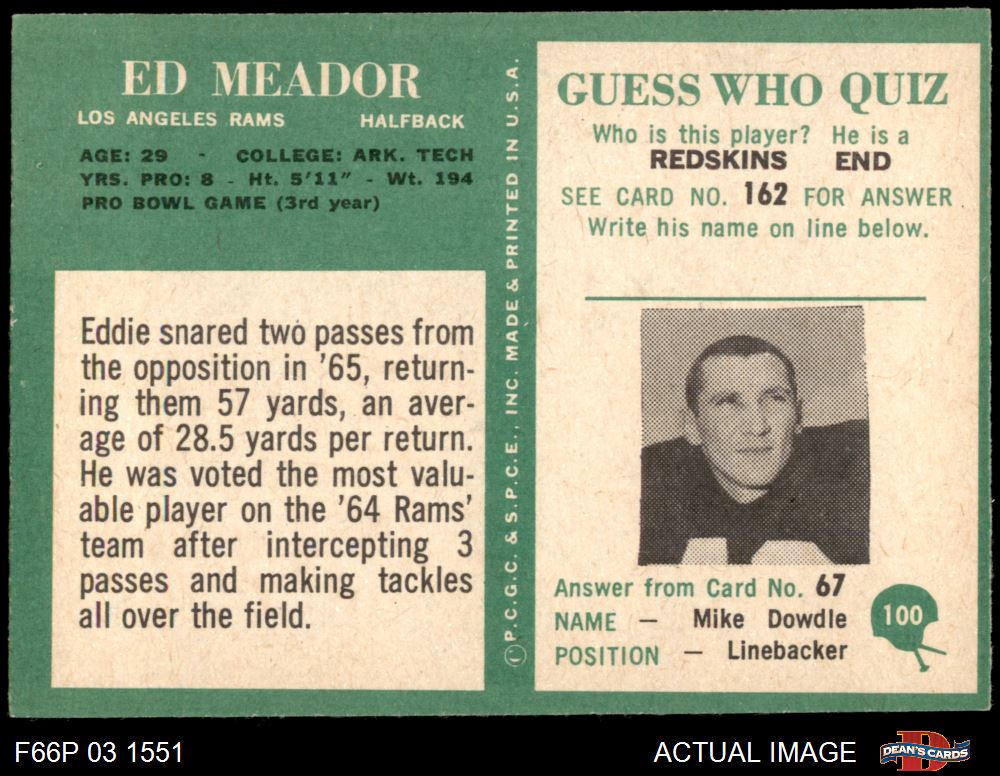 ED MEADOR
LOS ANGELES RAMS HALFBACK
AGE: 29 - COLLEGE: ARK. TECH
YRS. PRO: 8 - Ht. 5'11" - Wt. 194
PRO BOWL GAME (3rd year)
Eddie snared two passes from
the opposition in '65, return-
ing them 57 yards, an aver-
age of 28.5 yards per return.
He was voted the most valu-
able player on the '64 Rams'
team after intercepting 3
passes and making tackles
all over the field.
© P.C.G.C. & S.P.C.E., INC. MADE & PRINTED IN U.S.A.
GUESS WHO QUIZ
Who is this player? He is a
REDSKINS END
SEE CARD NO. 162 FOR ANSWER
Write his name on line below.
Answer from Card No. 67
NAME — Mike Dowdle
POSITION — Linebacker
100
F66P 03 1551
ACTUAL IMAGE
D
DEAN'S CARDS